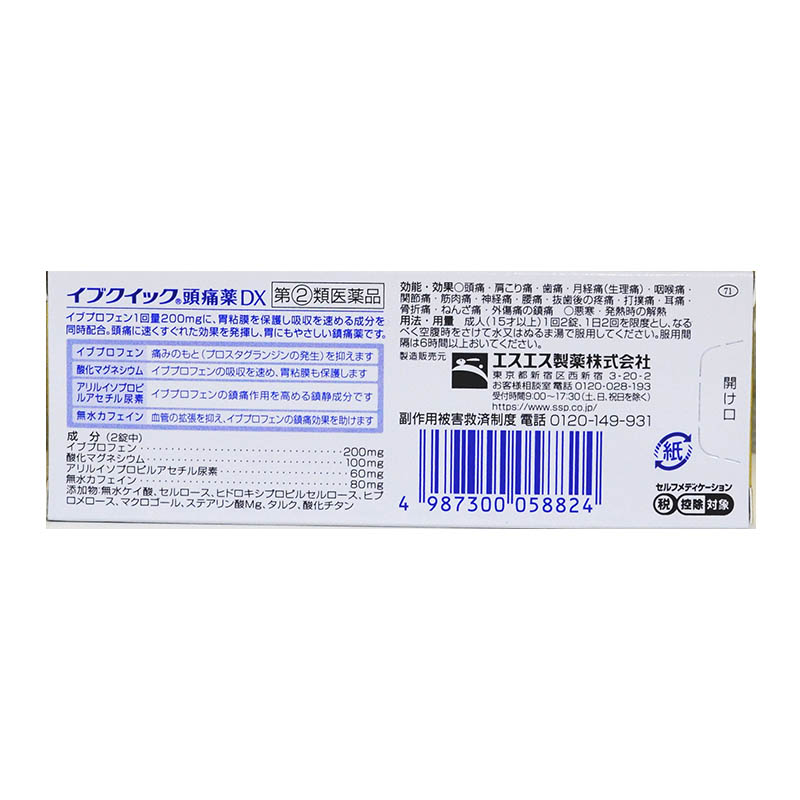 イブクイック®頭痛薬DX 指定②類医薬品
イブプロフェン1回量200mgに、胃粘膜を保護し吸収を速める成分を
同時配合。頭痛に速くすぐれた効果を発揮し、胃にもやさしい鎮痛薬です。
イブプロフェン 痛みのもと(プロスタグランジンの発生)を抑えます
酸化マグネシウム イブプロフェンの吸収を速め、胃粘膜も保護します
アリルイソプロピルアセチル尿素 イブプロフェンの鎮痛作用を高める鎮静成分です
無水カフェイン 血管の拡張を抑え、イブプロフェンの鎮痛効果を助けます
成分(2錠中)
イブプロフェン……………200mg
酸化マグネシウム……………100mg
アリルイソプロピルアセチル尿素……………60mg
無水カフェイン……………80mg
添加物:無水ケイ酸、セルロース、ヒドロキシプロピルセルロース、ヒプ
ロメロース、マクロゴール、ステアリン酸Mg、タルク、酸化チタン
効能・効果○頭痛・肩こり痛・歯痛・月経痛(生理痛)・咽喉痛・
関節痛・筋肉痛・神経痛・腰痛・抜歯後の疼痛・打撲痛・耳痛・
骨折痛・ねんざ痛・外傷痛の鎮痛 ○悪寒・発熱時の解熱
用法・用量 成人(15才以上)1回2錠、1日2回を限度とし、なる
べく空腹時をさけて水又はぬるま湯で服用してください。服用間
隔は6時間以上おいてください。
製造販売元 エスエス製薬株式会社
東京都新宿区西新宿 3-20-2
お客様相談室 電話 0120-028-193
受付時間9:00〜17:30(土、日、祝日を除く)
https://www.ssp.co.jp/
副作用被害救済制度 電話 0120-149-931
4 987300 058824
71
開け口
紙
セルフメディケーション
税 控除 対象